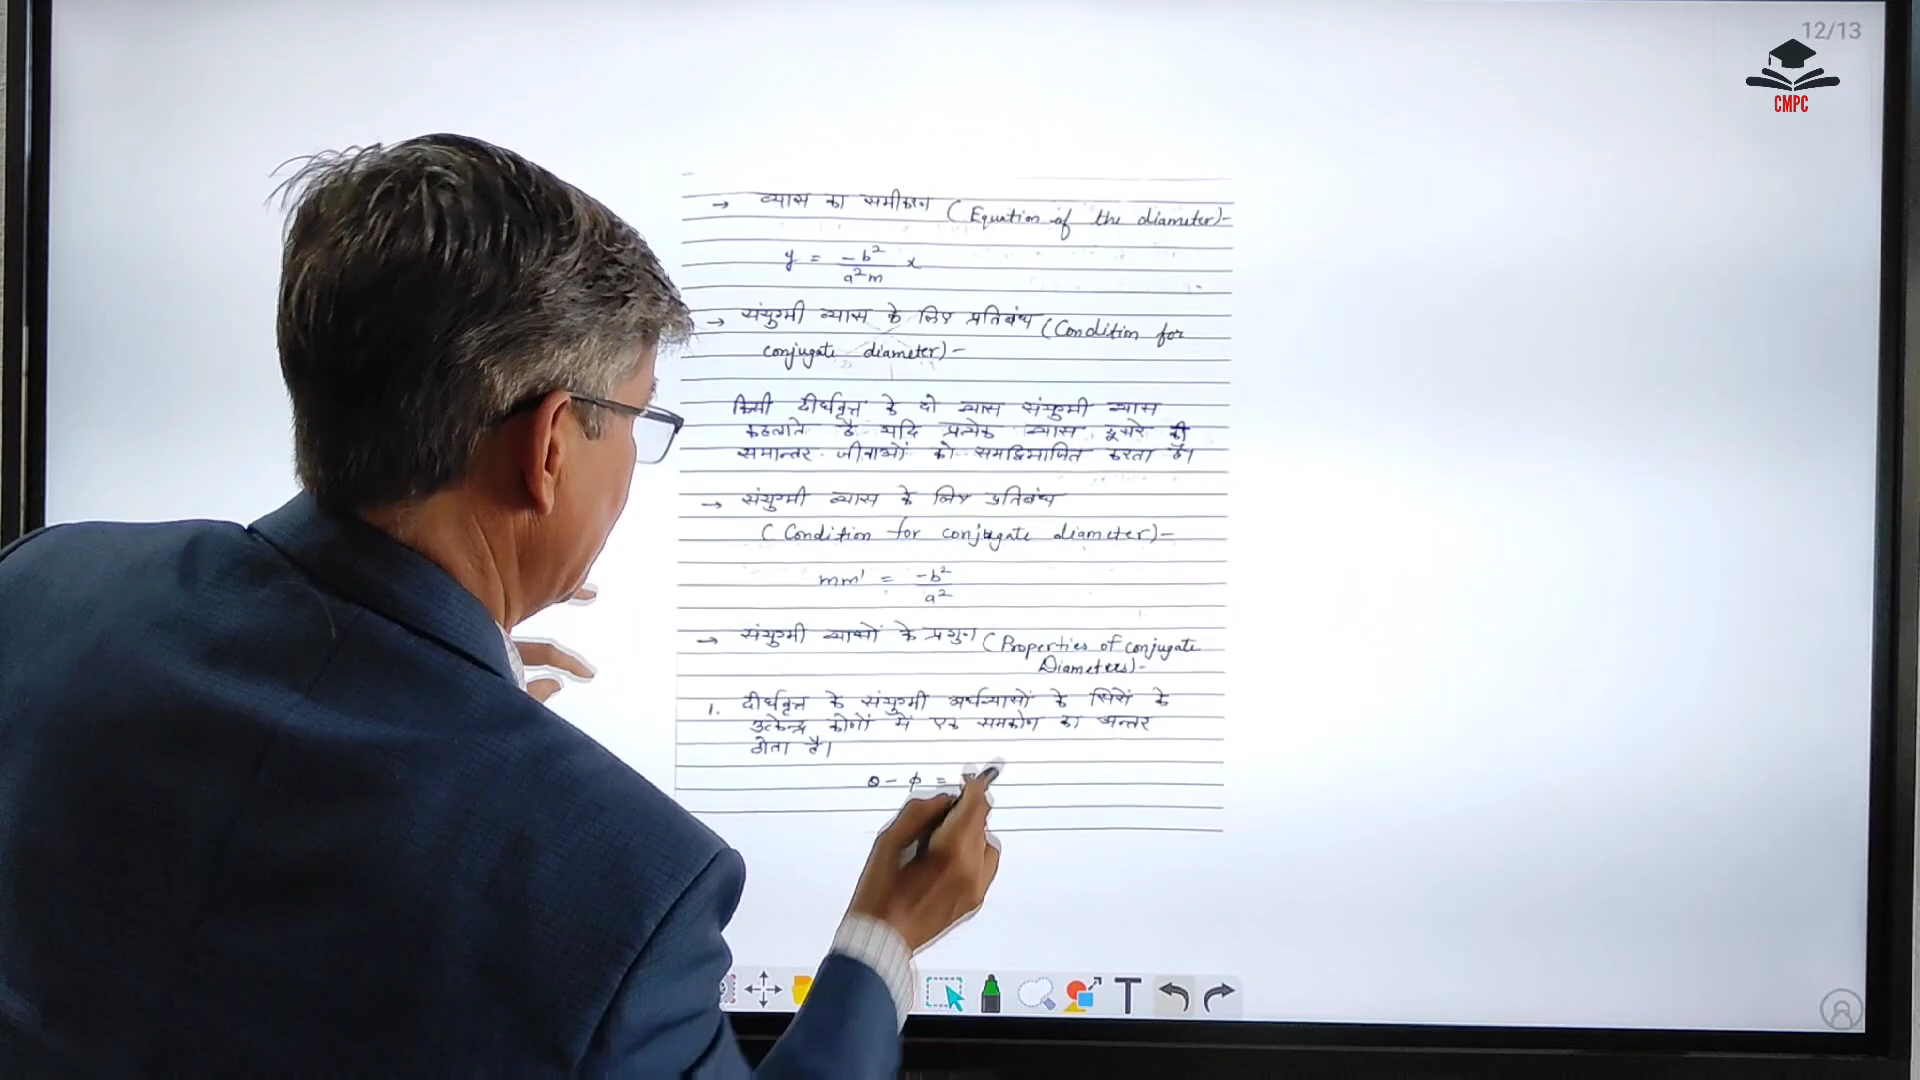 12/13
CMPC
→ व्यास का समीकरण (Equation of the diameter)-
y = -b²/a²m x
→ संयुग्मी व्यास के लिए प्रतिबंध (Condition for
conjugate diameter)-
किसी दीर्घवृत्त के दो व्यास संयुग्मी व्यास
कहलाते है यदि प्रत्येक व्यास दूसरे की
समान्तर जीवाओं को समद्विभाजित करता है।
→ संयुग्मी व्यास के लिए प्रतिबंध
(Condition for conjugate diameter)-
mm' = -b²/a²
→ संयुग्मी व्यासों के प्रगुण (Properties of conjugate
Diameters)-
1. दीर्घवृत्त के संयुग्मी अर्धव्यासों के सिरों के
उत्केन्द्र कोणों में एक समकोण का अन्तर
होता है।
θ - φ =
T